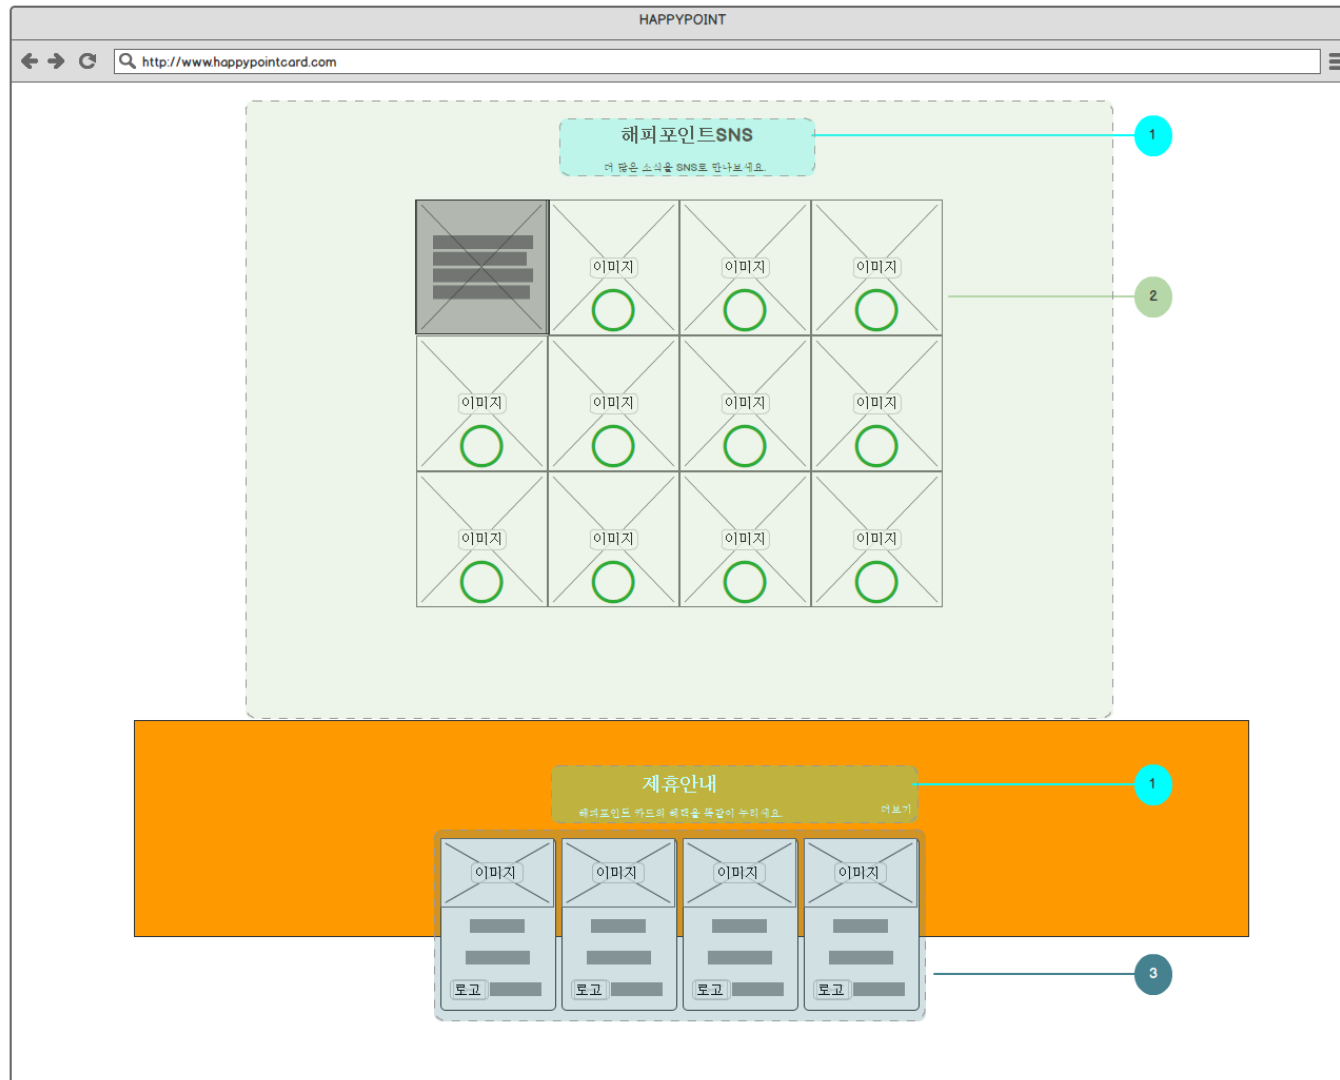 HAPPYPOINT
http://www.happypointcard.com
해피포인트SNS
1
더 많은 소식을 SNS로 만나보세요.
이미지 이미지 이미지
2
이미지 이미지 이미지 이미지
이미지 이미지 이미지 이미지
제휴안내
1
해피포인트 카드의 혜택을 똑같이 누리세요.
더보기
이미지 이미지 이미지 이미지
3
로고 로고 로고 로고